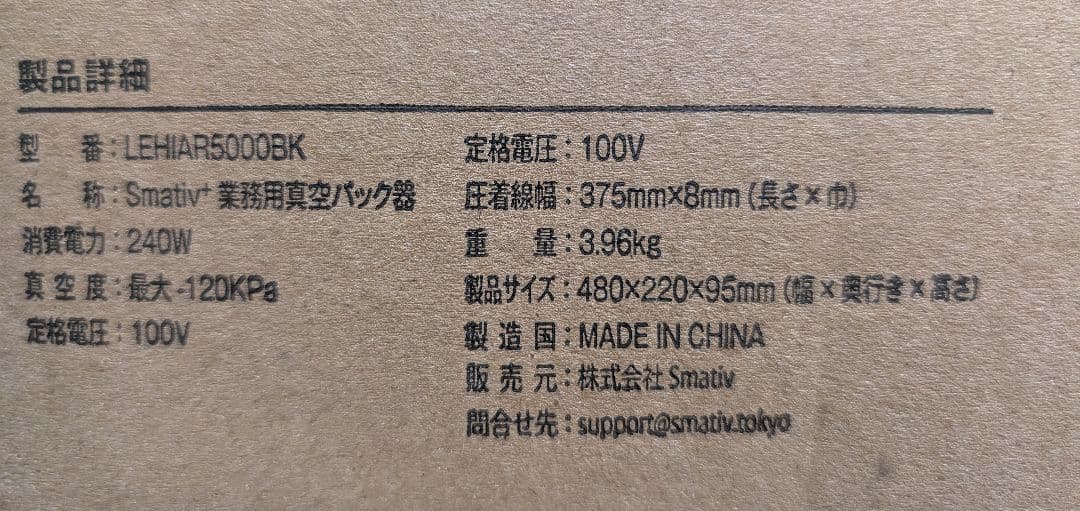 製品詳細
型 番：LEHIAR5000BK
名 称：Smativ⁺ 業務用真空パック器
消費電力：240W
真 空 度：最大 -120KPa
定格電圧：100V
定格電圧：100V
圧着線幅：375mm×8mm（長さ×巾）
重 量：3.96kg
製品サイズ：480×220×95mm（幅×奥行き×高さ）
製 造 国：MADE IN CHINA
販 売 元：株式会社 Smativ
問合せ先：support@smativ.tokyo